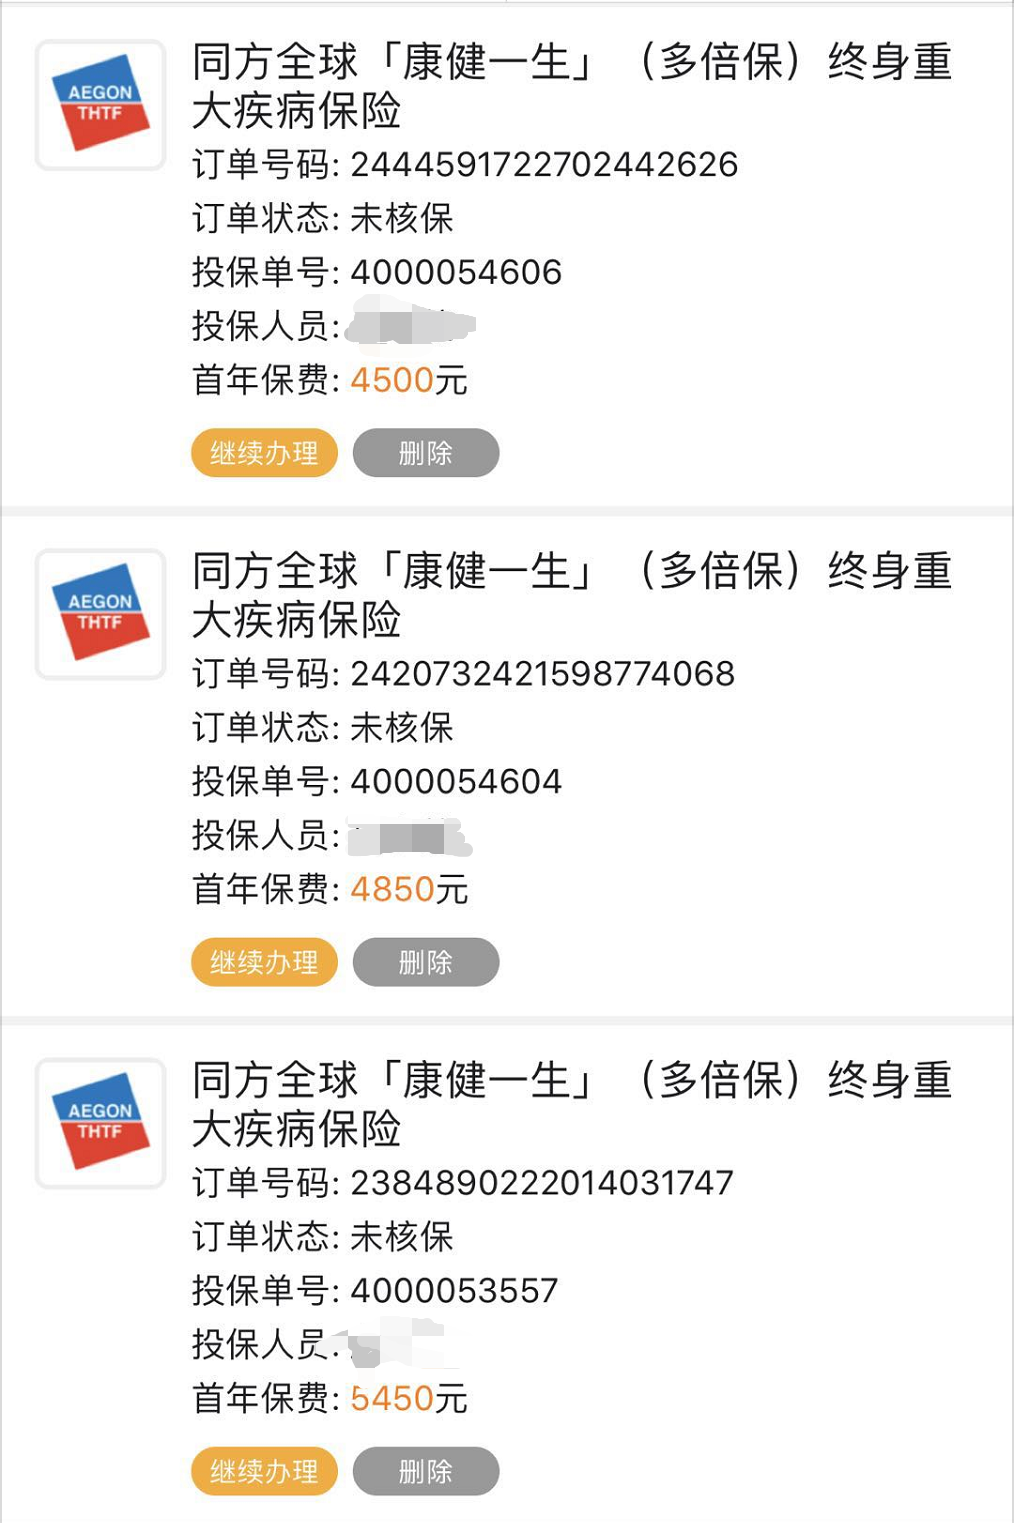 AEGON
THTF
同方全球「康健一生」（多倍保）终身重
大疾病保险
订单号码: 2444591722702442626
订单状态: 未核保
投保单号: 4000054606
投保人员:
首年保费: 4500元
继续办理 删除
AEGON
THTF
同方全球「康健一生」（多倍保）终身重
大疾病保险
订单号码: 2420732421598774068
订单状态: 未核保
投保单号: 4000054604
投保人员:
首年保费: 4850元
继续办理 删除
AEGON
THTF
同方全球「康健一生」（多倍保）终身重
大疾病保险
订单号码: 2384890222014031747
订单状态: 未核保
投保单号: 4000053557
投保人员:
首年保费: 5450元
继续办理 删除